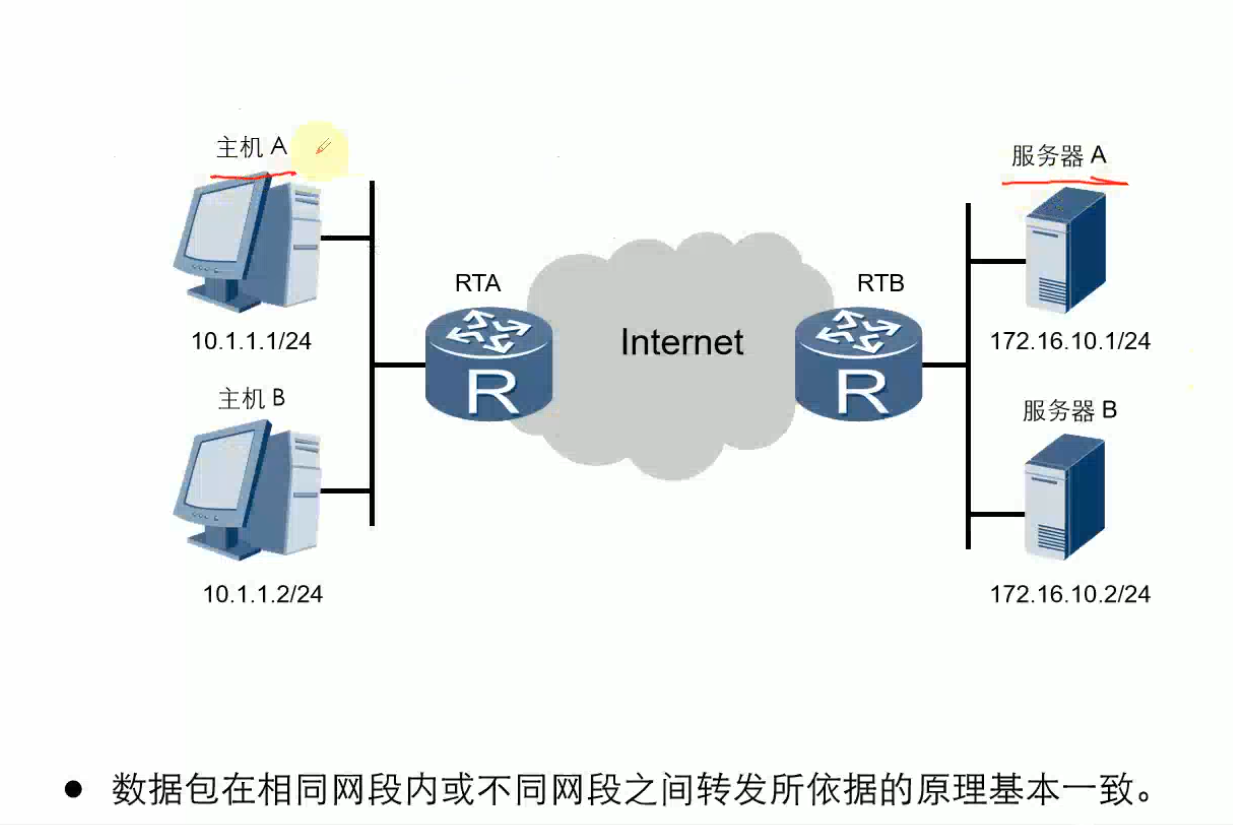 主机 A
服务器 A
RTA
RTB
Internet
R
R
10.1.1.1/24
172.16.10.1/24
主机 B
服务器 B
10.1.1.2/24
172.16.10.2/24
● 数据包在相同网段内或不同网段之间转发所依据的原理基本一致。